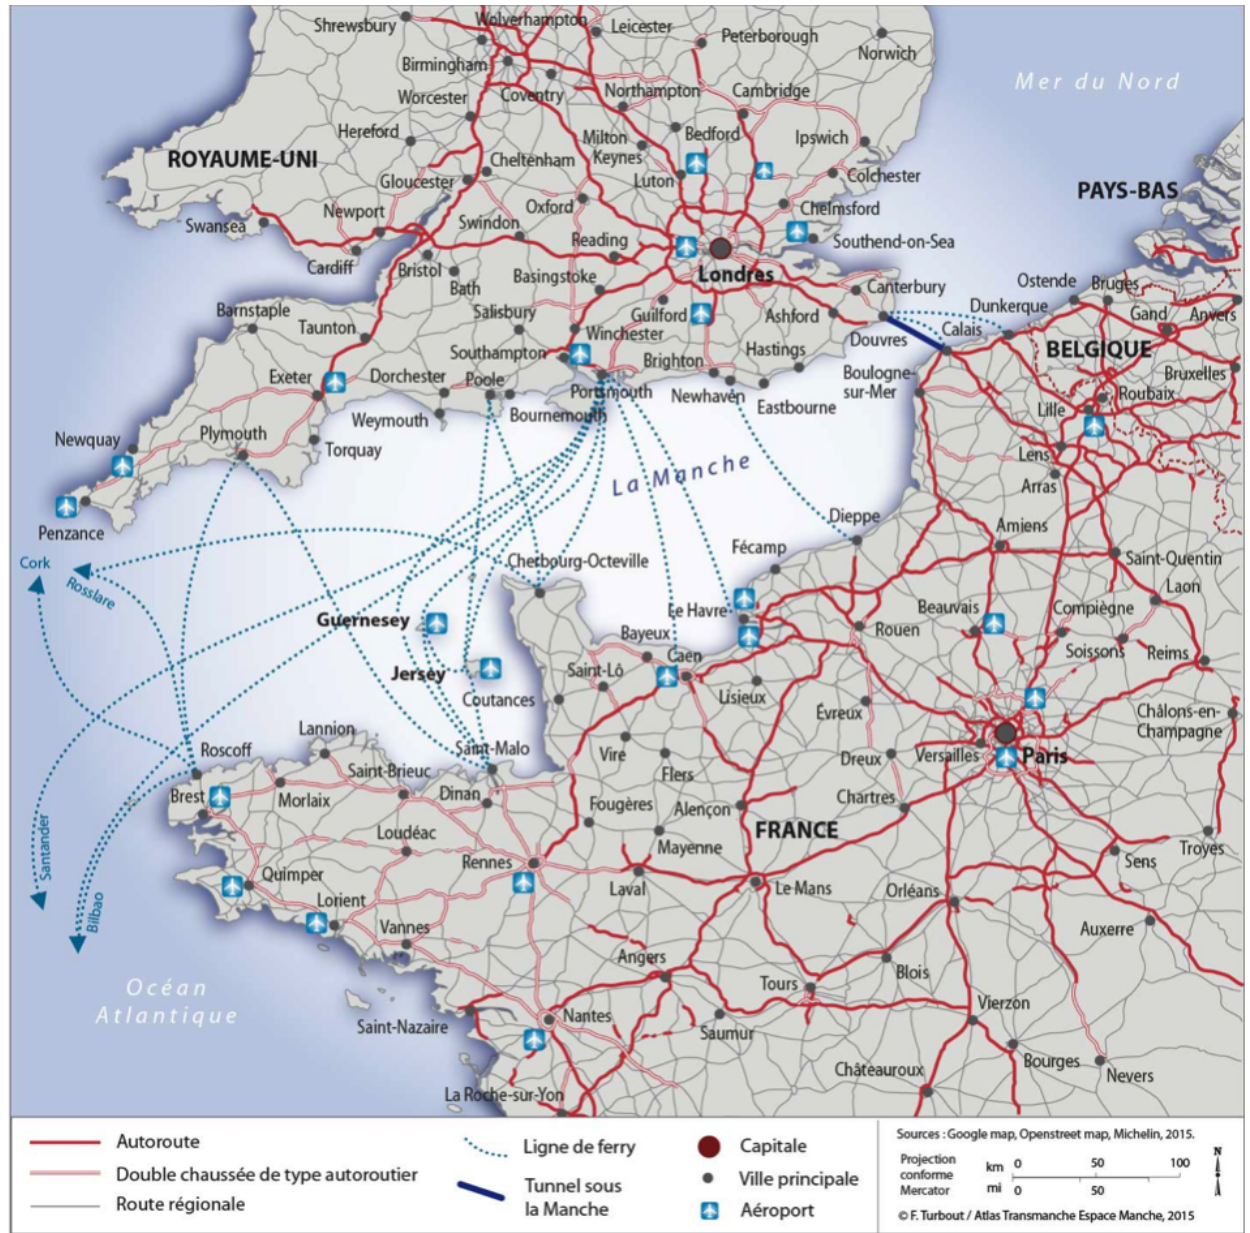 Shrewsbury
Wolverhampton
Leicester
Peterborough
Norwich
Birmingham
Mer du Nord
Worcester
Coventry
Northampton
Cambridge
Hereford
Milton
Keynes
Bedford
Ipswich
ROYAUME-UNI
Cheltenham
Gloucester
Luton
Colchester
PAYS-BAS
Swansea
Newport
Swindon
Oxford
Chelmsford
Reading
Southend-on-Sea
Cardiff
Bristol
Bath
Basingstoke
Londres
Canterbury
Ostende
Bruges
Barnstaple
Taunton
Salisbury
Guilford
Ashford
Dunkerque
Gand
Anvers
Winchester
Douvres
Calais
Southampton
Brighton
Hastings
BELGIQUE
Exeter
Dorchester
Poole
Portsmouth
Newhaven
Boulogne-
sur-Mer
Bruxelles
Weymouth
Bournemouth
Eastbourne
Lille
Roubaix
Newquay
Plymouth
Torquay
Lens
La Manche
Arras
Penzance
Dieppe
Amiens
Cork
Rosslare
Cherbourg-Octeville
Fécamp
Saint-Quentin
Laon
Guernesey
Le Havre
Beauvais
Compiègne
Bayeux
Rouen
Caen
Soissons
Reims
Jersey
Saint-Lô
Coutances
Lisieux
Évreux
Châlons-en-
Champagne
Roscoff
Lannion
Saint-Malo
Vire
Flers
Dreux
Versailles
Paris
Saint-Brieuc
Brest
Morlaix
Dinan
Fougères
Alençon
Chartres
Santander
Loudéac
FRANCE
Mayenne
Sens
Troyes
Quimper
Rennes
Laval
Le Mans
Orléans
Bilbao
Lorient
Vannes
Auxerre
Océan
Atlantique
Angers
Tours
Blois
Saint-Nazaire
Nantes
Saumur
Vierzon
Bourges
Nevers
Châteauroux
La Roche-sur-Yon
Autoroute
Double chaussée de type autoroutier
Route régionale
Ligne de ferry
Tunnel sous
la Manche
Capitale
Ville principale
Aéroport
Sources : Google map, Openstreet map, Michelin, 2015.
Projection
conforme
Mercator
km 0 50 100
mi 0 50
N
© F. Turbout / Atlas Transmanche Espace Manche, 2015